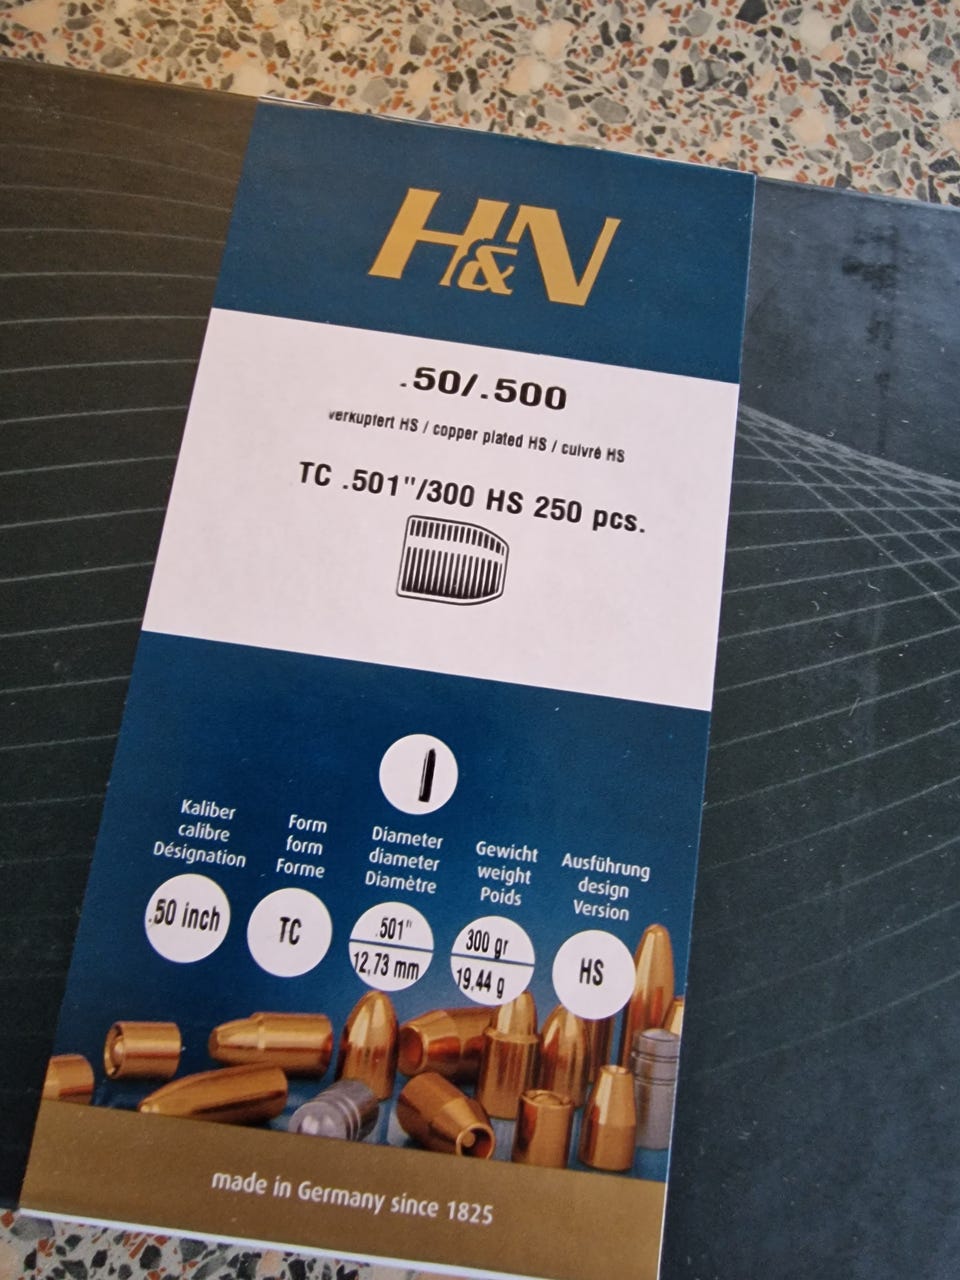 H&N
.50/.500
verkupfert HS / copper plated HS / cuivré HS
TC .501"/300 HS 250 pcs.
Kaliber
calibre
Désignation
.50 inch
Form
form
Forme
TC
Diameter
diameter
Diamètre
.501"
12,73 mm
Gewicht
weight
Poids
300 gr
19,44 g
Ausführung
design
Version
HS
made in Germany since 1825